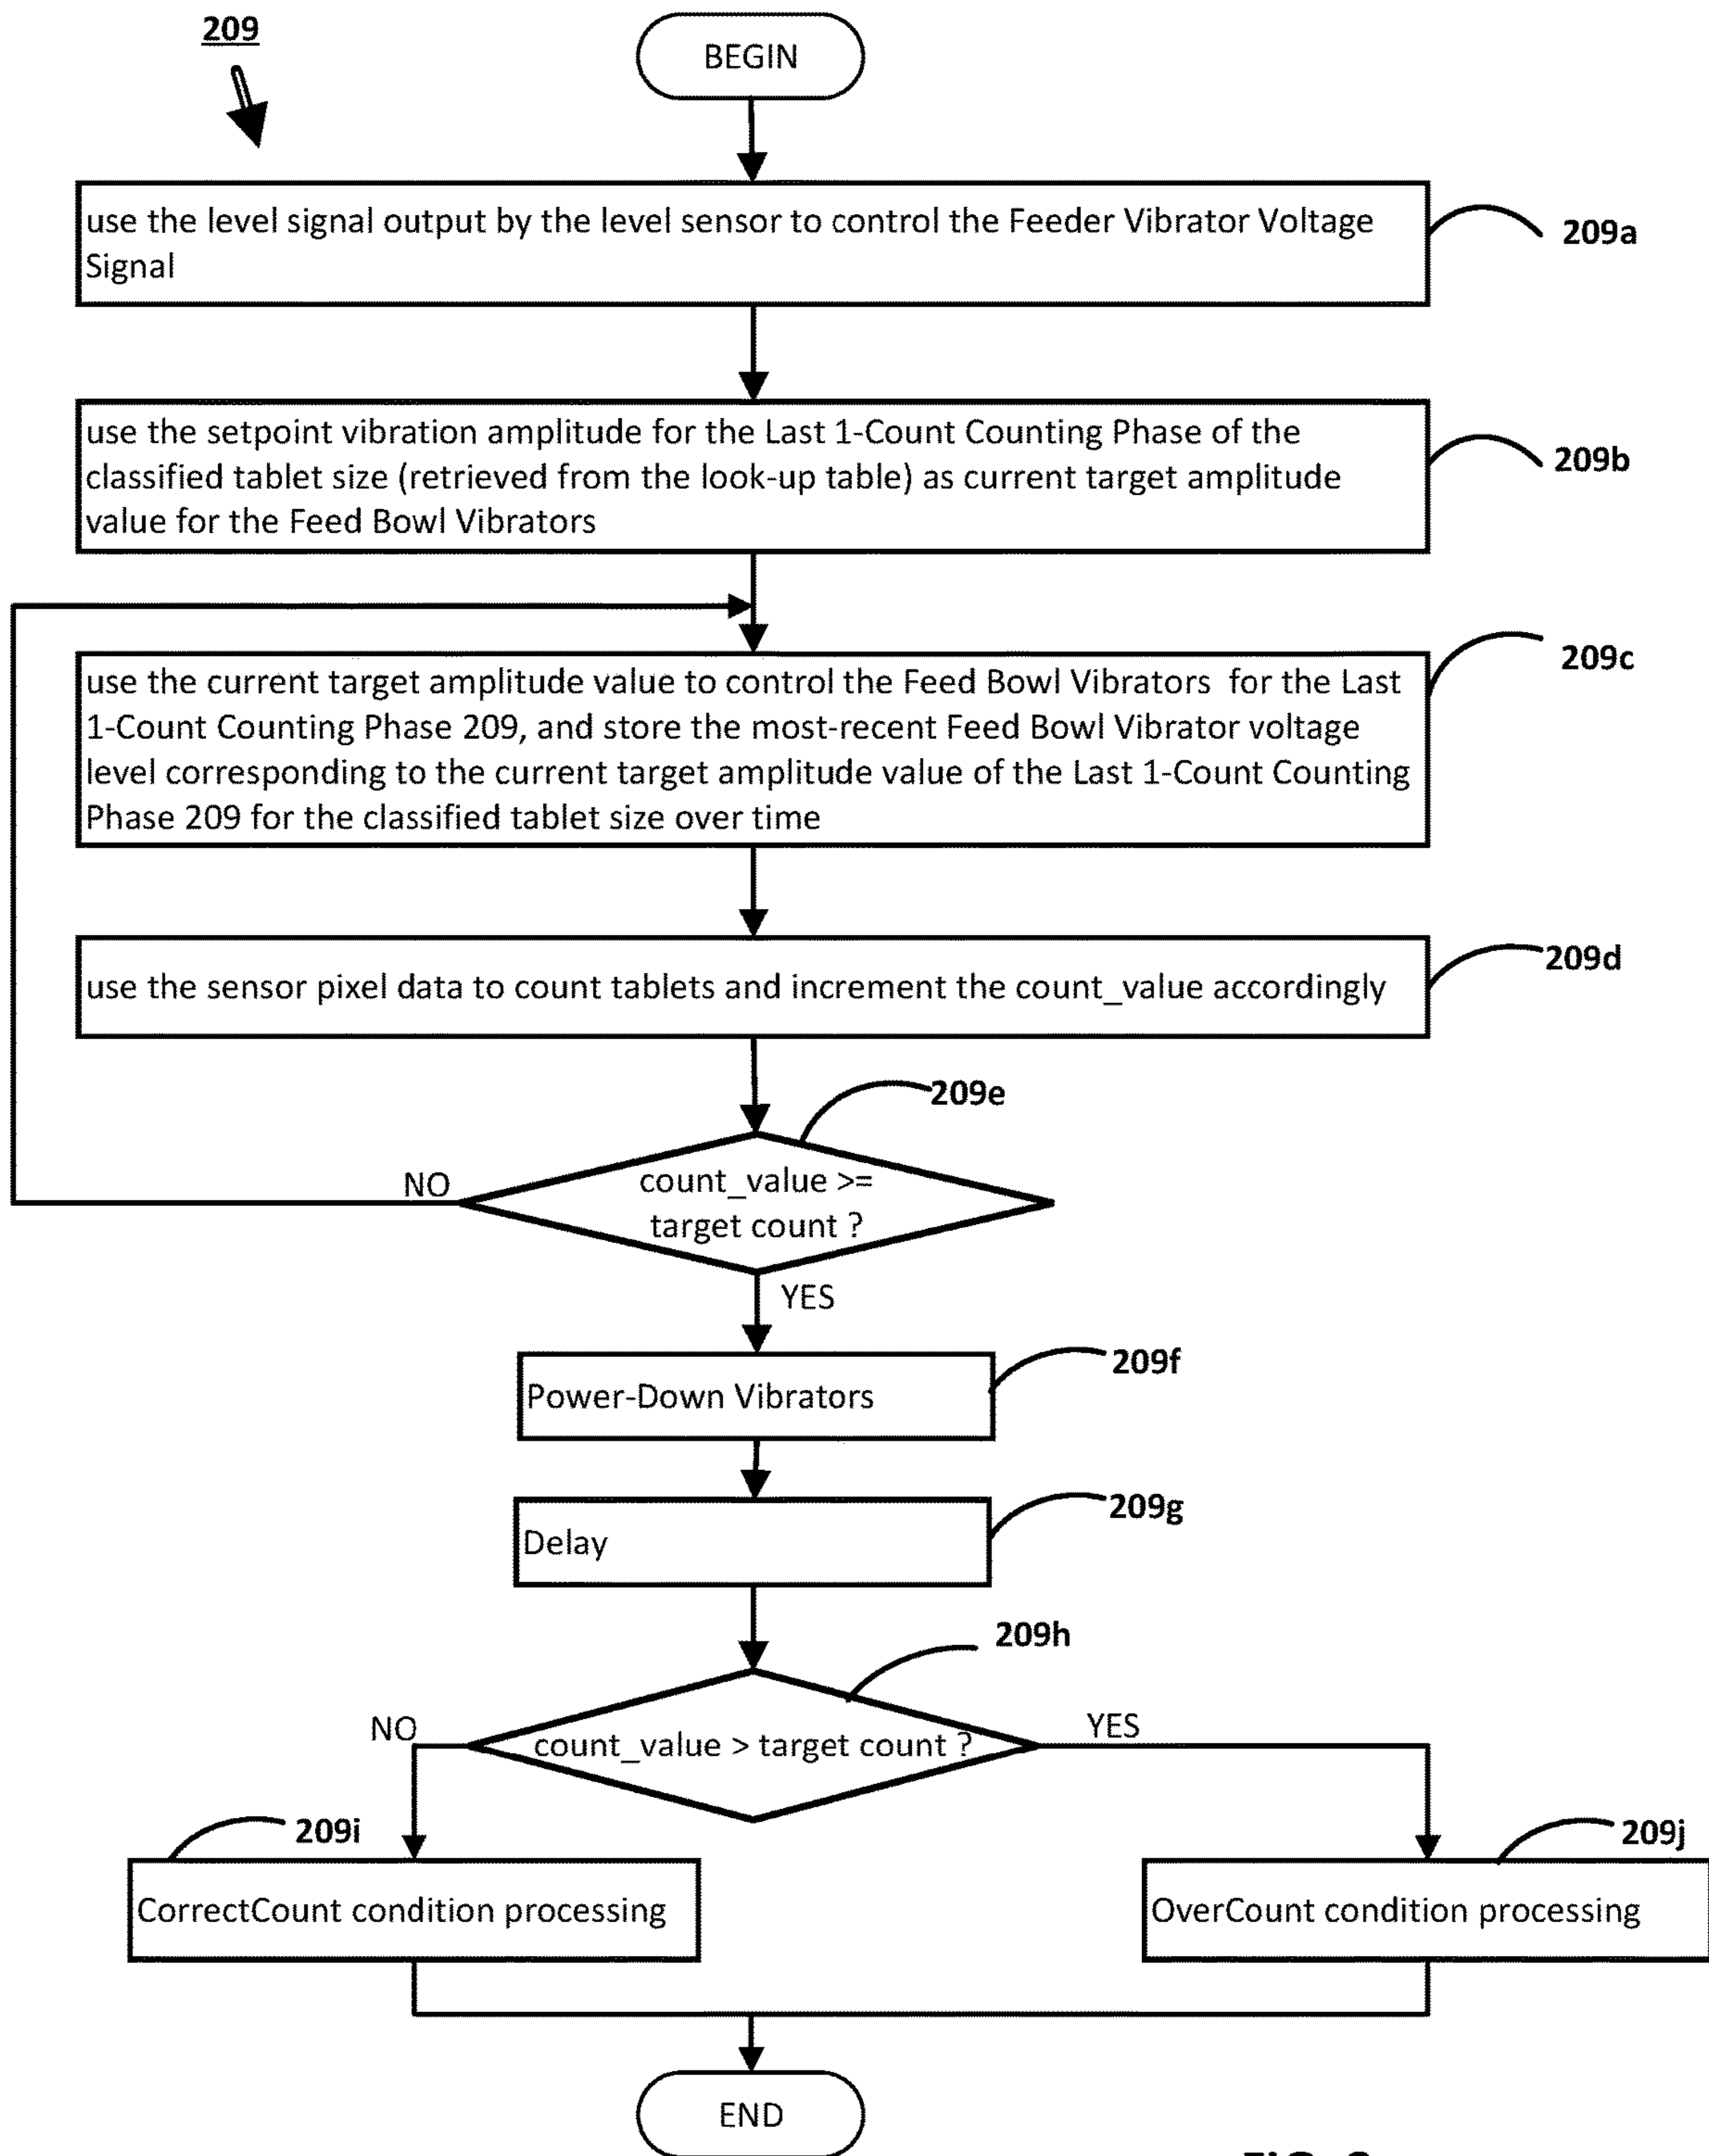 209
BEGIN
use the level signal output by the level sensor to control the Feeder Vibrator Voltage
Signal
209a
use the setpoint vibration amplitude for the Last 1-Count Counting Phase of the
classified tablet size (retrieved from the look-up table) as current target amplitude
value for the Feed Bowl Vibrators
209b
use the current target amplitude value to control the Feed Bowl Vibrators for the Last
1-Count Counting Phase 209, and store the most-recent Feed Bowl Vibrator voltage
level corresponding to the current target amplitude value of the Last 1-Count Counting
Phase 209 for the classified tablet size over time
209c
use the sensor pixel data to count tablets and increment the count_value accordingly
209d
209e
count_value >=
target count ?
NO
YES
Power-Down Vibrators
209f
Delay
209g
209h
count_value > target count ?
NO
YES
209i
CorrectCount condition processing
209j
OverCount condition processing
END